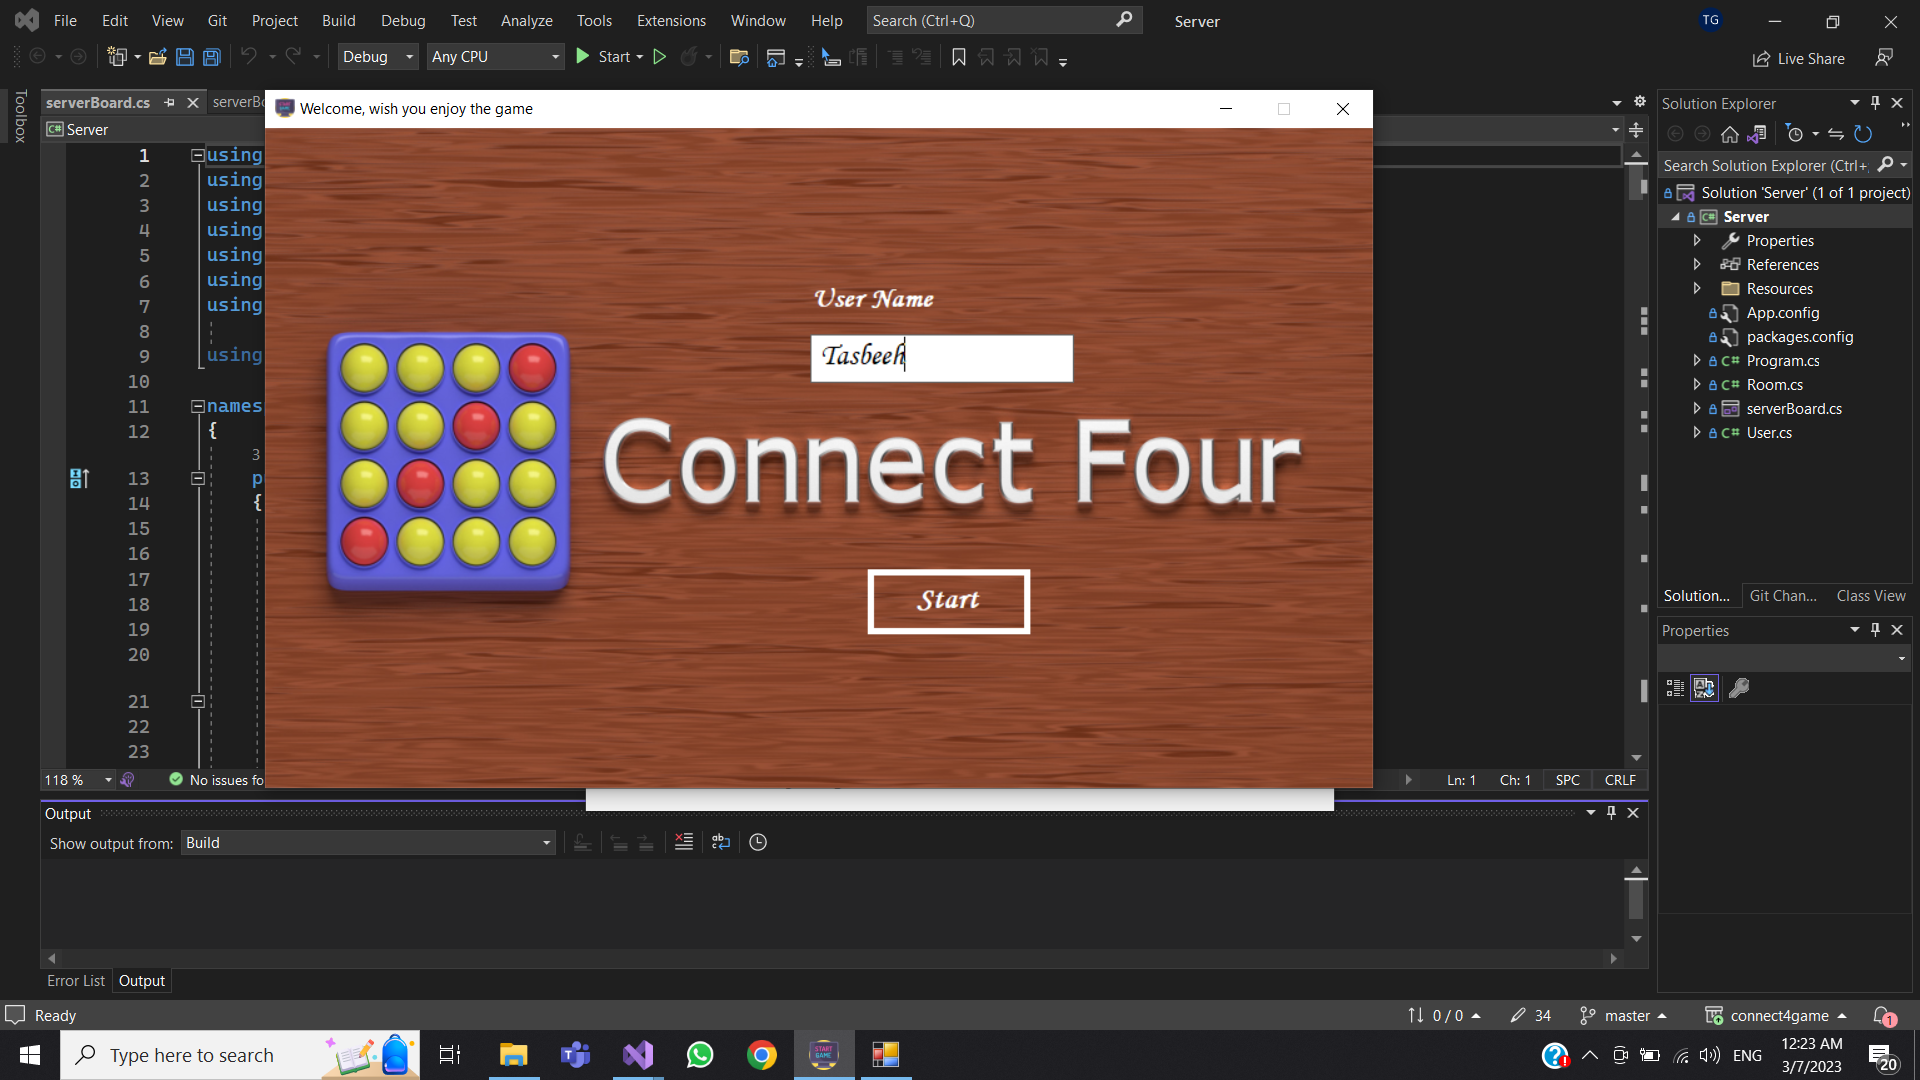 File Edit View Git Project Build Debug Test Analyze Tools Extensions Window Help Search (Ctrl+Q) Server TG
Debug Any CPU Start Live Share
Toolbox
serverBoard.cs
Server
1 using
2 using
3 using
4 using
5 using
6 using
7 using
8
9 using
10
11 names
12 {
3
13 p
14 {
15
16
17
18
19
20
21
22
23
118 % No issues fo
Ln: 1 Ch: 1 SPC CRLF
Welcome, wish you enjoy the game
User Name
Tasbeeh
Connect Four
Start
Solution Explorer
Search Solution Explorer (Ctrl+
Solution 'Server' (1 of 1 project)
Server
Properties
References
Resources
App.config
packages.config
Program.cs
Room.cs
serverBoard.cs
User.cs
Solution... Git Chan... Class View
Properties
Output
Show output from: Build
Error List Output
Ready 0 / 0 34 master connect4game 1
Type here to search
ENG
12:23 AM
3/7/2023
20